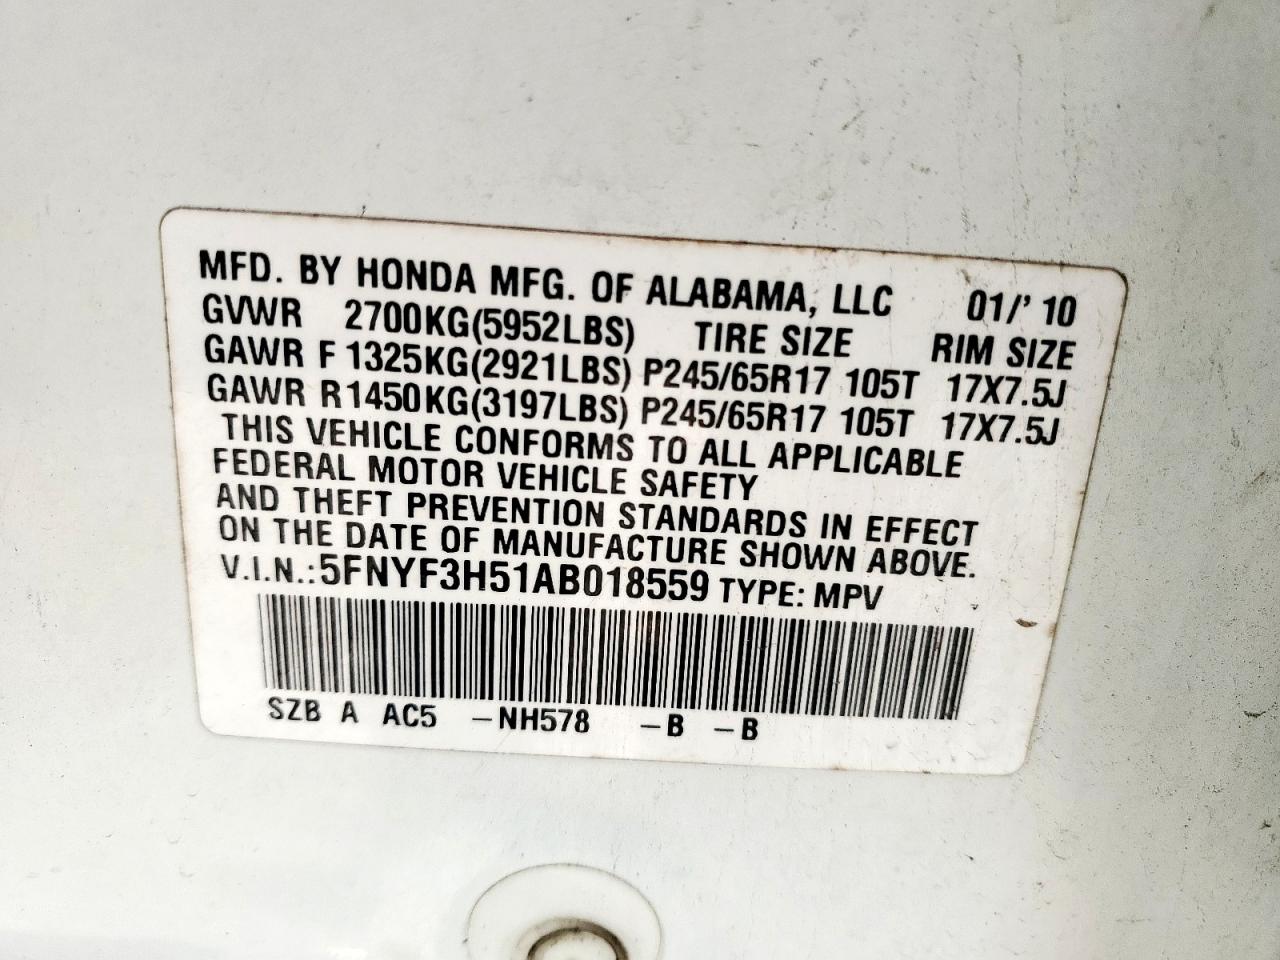 MFD. BY HONDA MFG. OF ALABAMA, LLC 01/'10
GVWR 2700KG(5952LBS) TIRE SIZE RIM SIZE
GAWR F 1325KG(2921LBS) P245/65R17 105T 17X7.5J
GAWR R 1450KG(3197LBS) P245/65R17 105T 17X7.5J
THIS VEHICLE CONFORMS TO ALL APPLICABLE
FEDERAL MOTOR VEHICLE SAFETY
AND THEFT PREVENTION STANDARDS IN EFFECT
ON THE DATE OF MANUFACTURE SHOWN ABOVE.
V.I.N.: 5FNYF3H51AB018559 TYPE: MPV
SZB A AC5 -NH578 -B -B